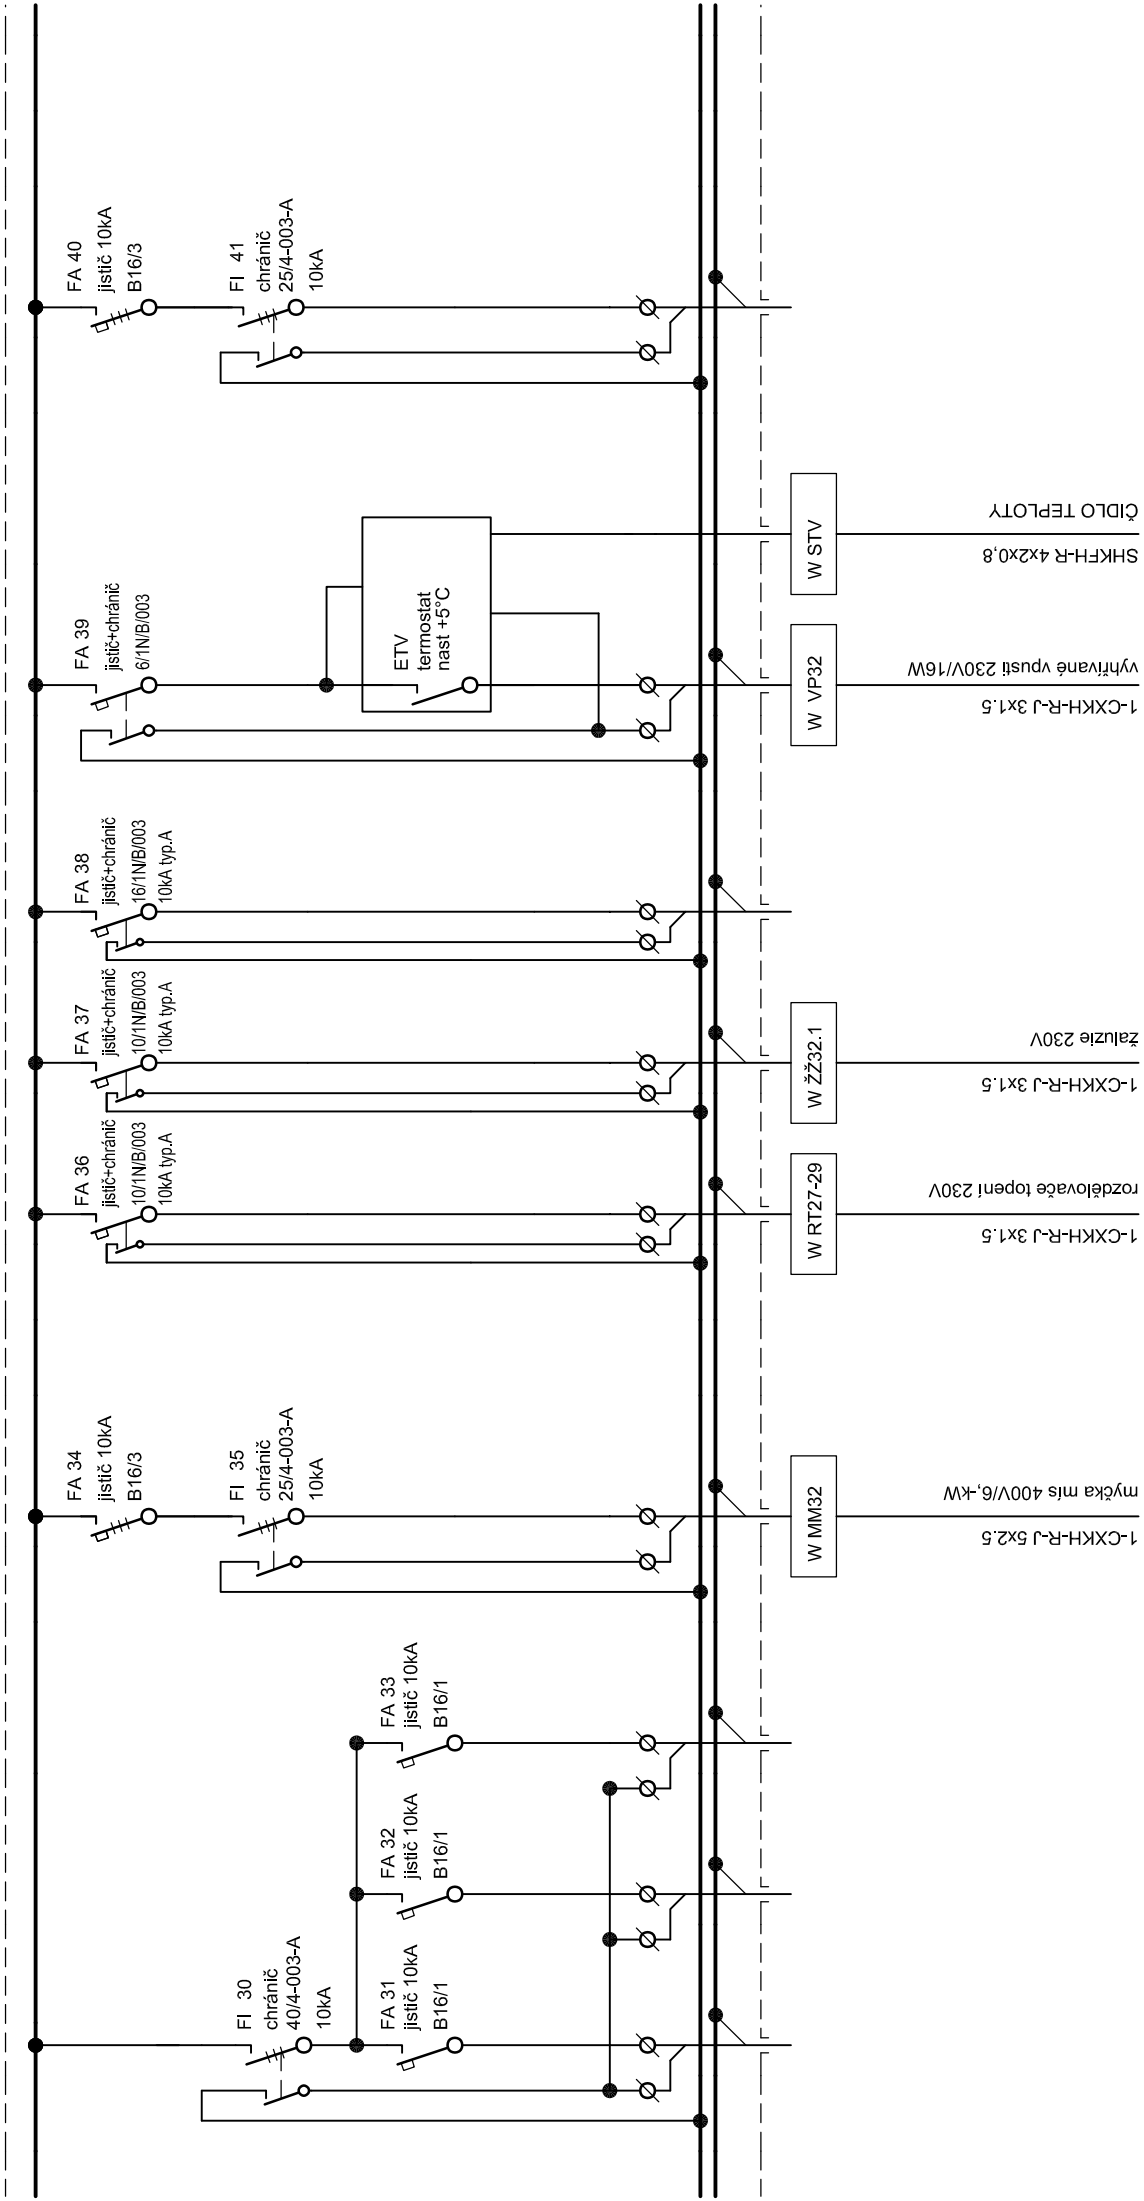 FI 30
chránič
40/4-003-A
10kA
FA 31
jistič 10kA
B16/1
FA 32
jistič 10kA
B16/1
FA 33
jistič 10kA
B16/1
FA 34
jistič 10kA
B16/3
FI 35
chránič
25/4-003-A
10kA
W MM32
1-CXKH-R-J 5x2.5
myčka mís 400V/6,-kW
FA 36
jistič+chránič
10/1N/B/003
10kA typ.A
W RT27-29
1-CXKH-R-J 3x1.5
rozdělovače topení 230V
FA 37
jistič+chránič
10/1N/B/003
10kA typ.A
W ŽŽ32.1
1-CXKH-R-J 3x1.5
žaluzie 230V
FA 38
jistič+chránič
16/1N/B/003
10kA typ.A
FA 39
jistič+chránič
6/1N/B/003
ETV
termostat
nast +5°C
W VP32
1-CXKH-R-J 3x1.5
vyhřívané vpusti 230V/16W
W STV
SHKFH-R 4x2x0,8
ČIDLO TEPLOTY
FA 40
jistič 10kA
B16/3
FI 41
chránič
25/4-003-A
10kA